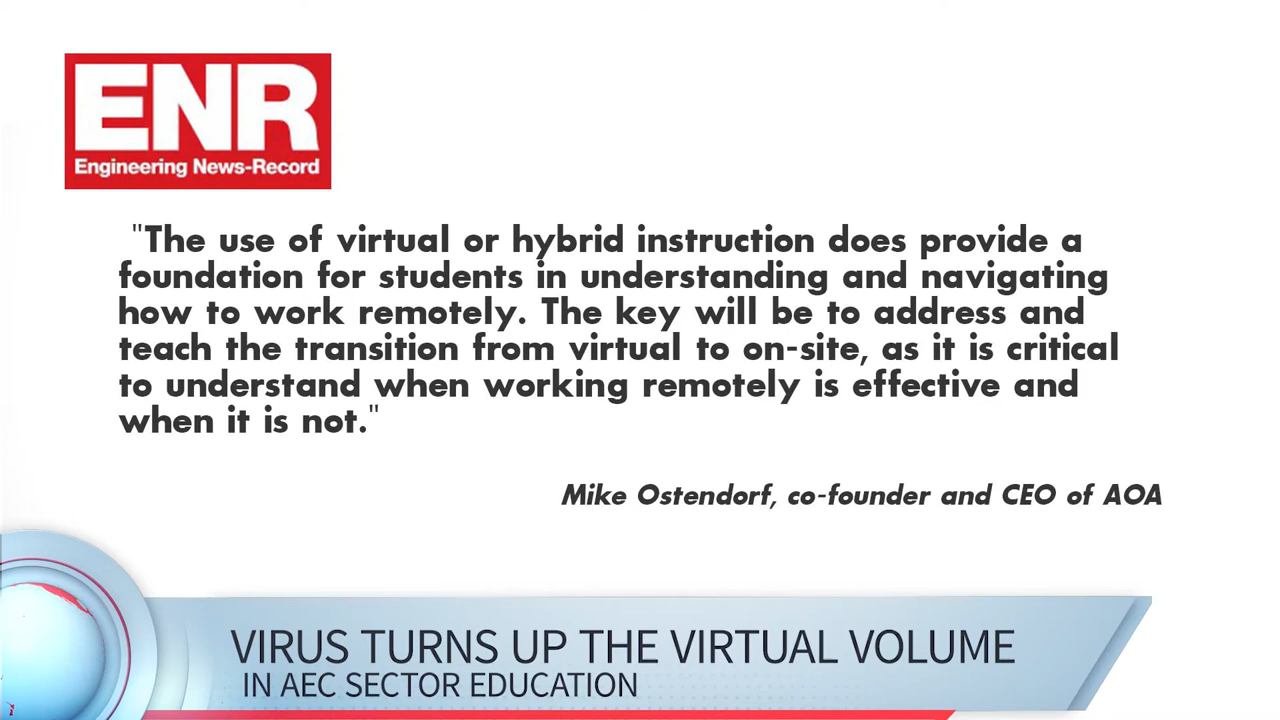 ENR
Engineering News-Record
"The use of virtual or hybrid instruction does provide a
foundation for students in understanding and navigating
how to work remotely. The key will be to address and
teach the transition from virtual to on-site, as it is critical
to understand when working remotely is effective and
when it is not."
Mike Ostendorf, co-founder and CEO of AOA
VIRUS TURNS UP THE VIRTUAL VOLUME
IN AEC SECTOR EDUCATION